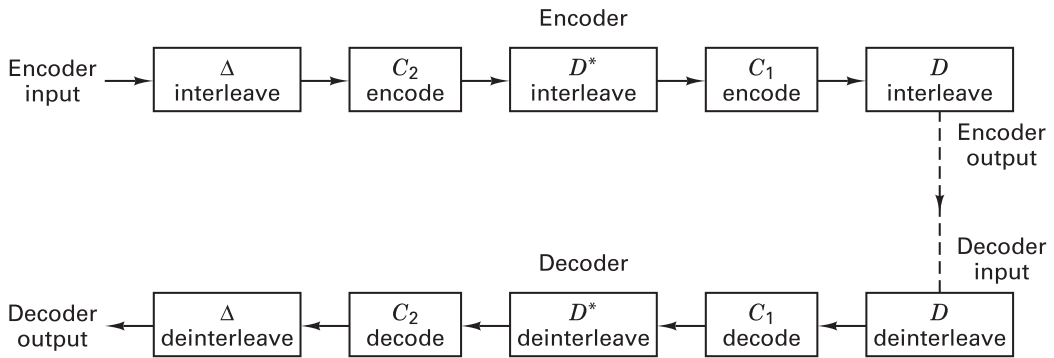 Encoder
Encoder
input
Δ
interleave
C₂
encode
D*
interleave
C₁
encode
D
interleave
Encoder
output
Decoder
input
Decoder
Decoder
output
Δ
deinterleave
C₂
decode
D*
deinterleave
C₁
decode
D
deinterleave